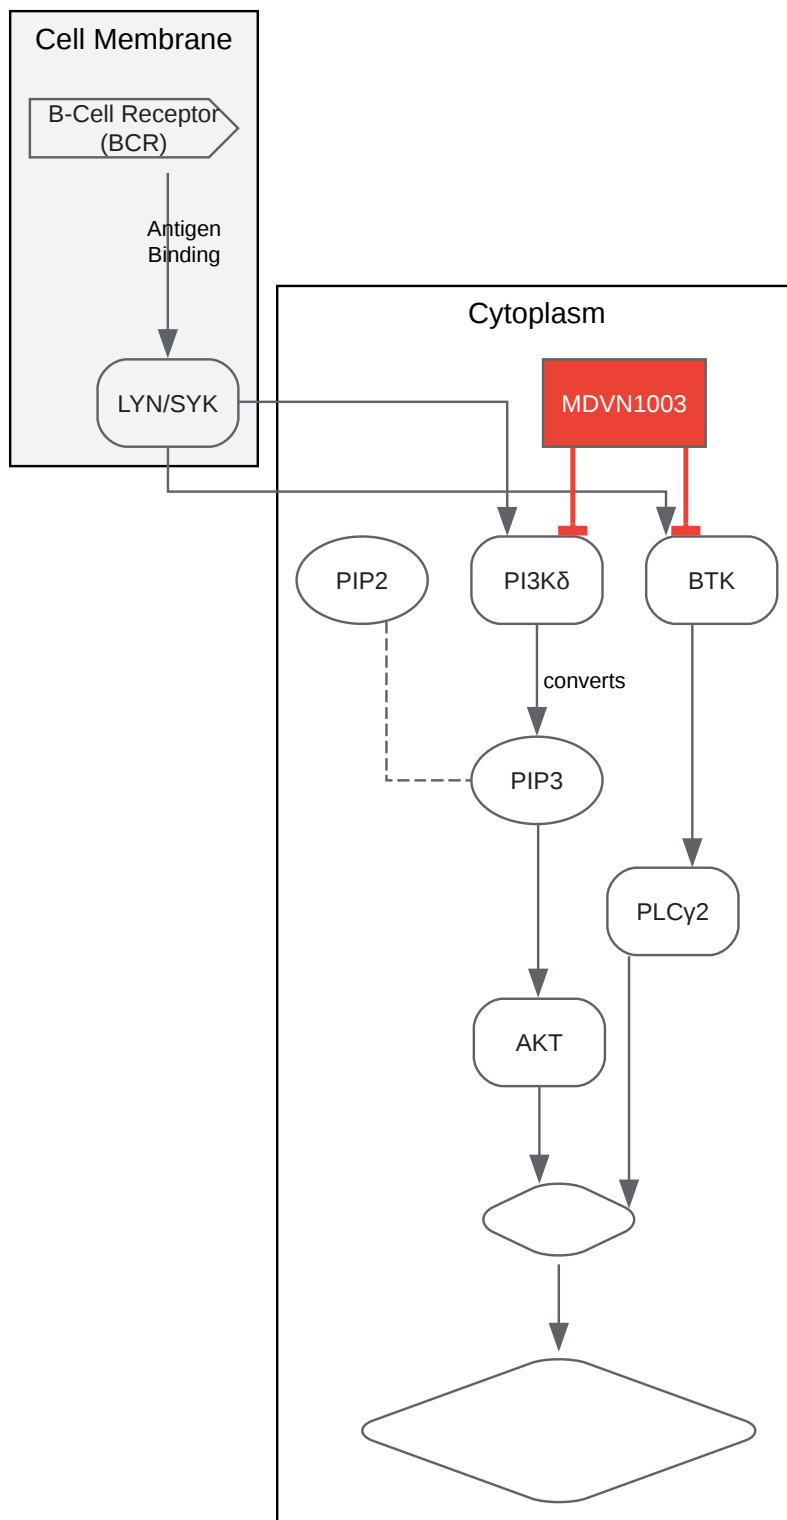 Cell Membrane
B-Cell Receptor
(BCR)
Antigen
Binding
LYN/SYK
Cytoplasm
MDVN1003
PIP2
PI3Kδ
BTK
converts
PIP3
PLCγ2
AKT